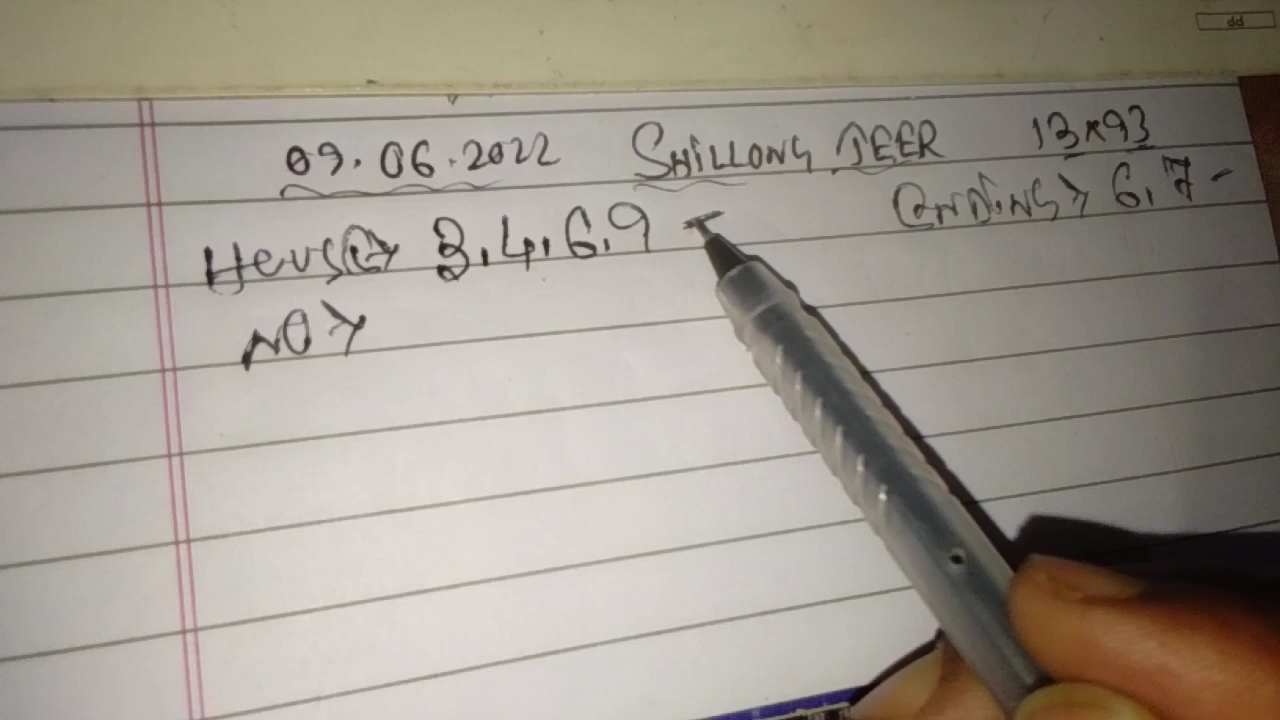 09.06.2022 SHILLONG TEER 13x93
HousE> 3.4.6.9 ENDiNG> 6.7-
NO>